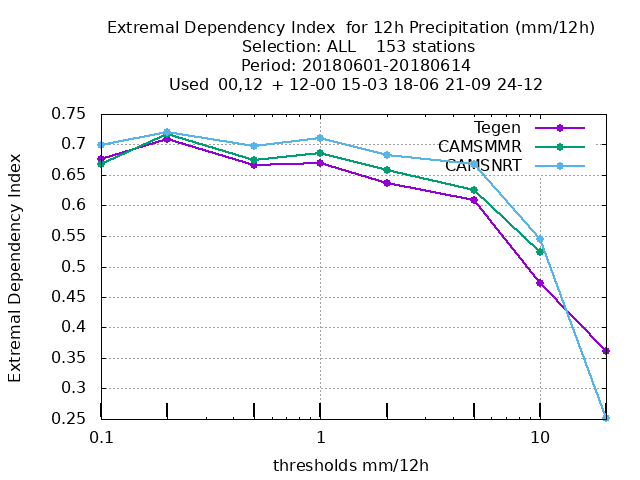 Extremal Dependency Index  for 12h Precipitation (mm/12h)
Selection: ALL    153 stations
Period: 20180601-20180614
Used  00,12  + 12-00 15-03 18-06 21-09 24-12
Extremal Dependency Index
0.75
0.7
0.65
0.6
0.55
0.5
0.45
0.4
0.35
0.3
0.25
Tegen
CAMSMMR
CAMSNRT
0.1
1
10
thresholds mm/12h